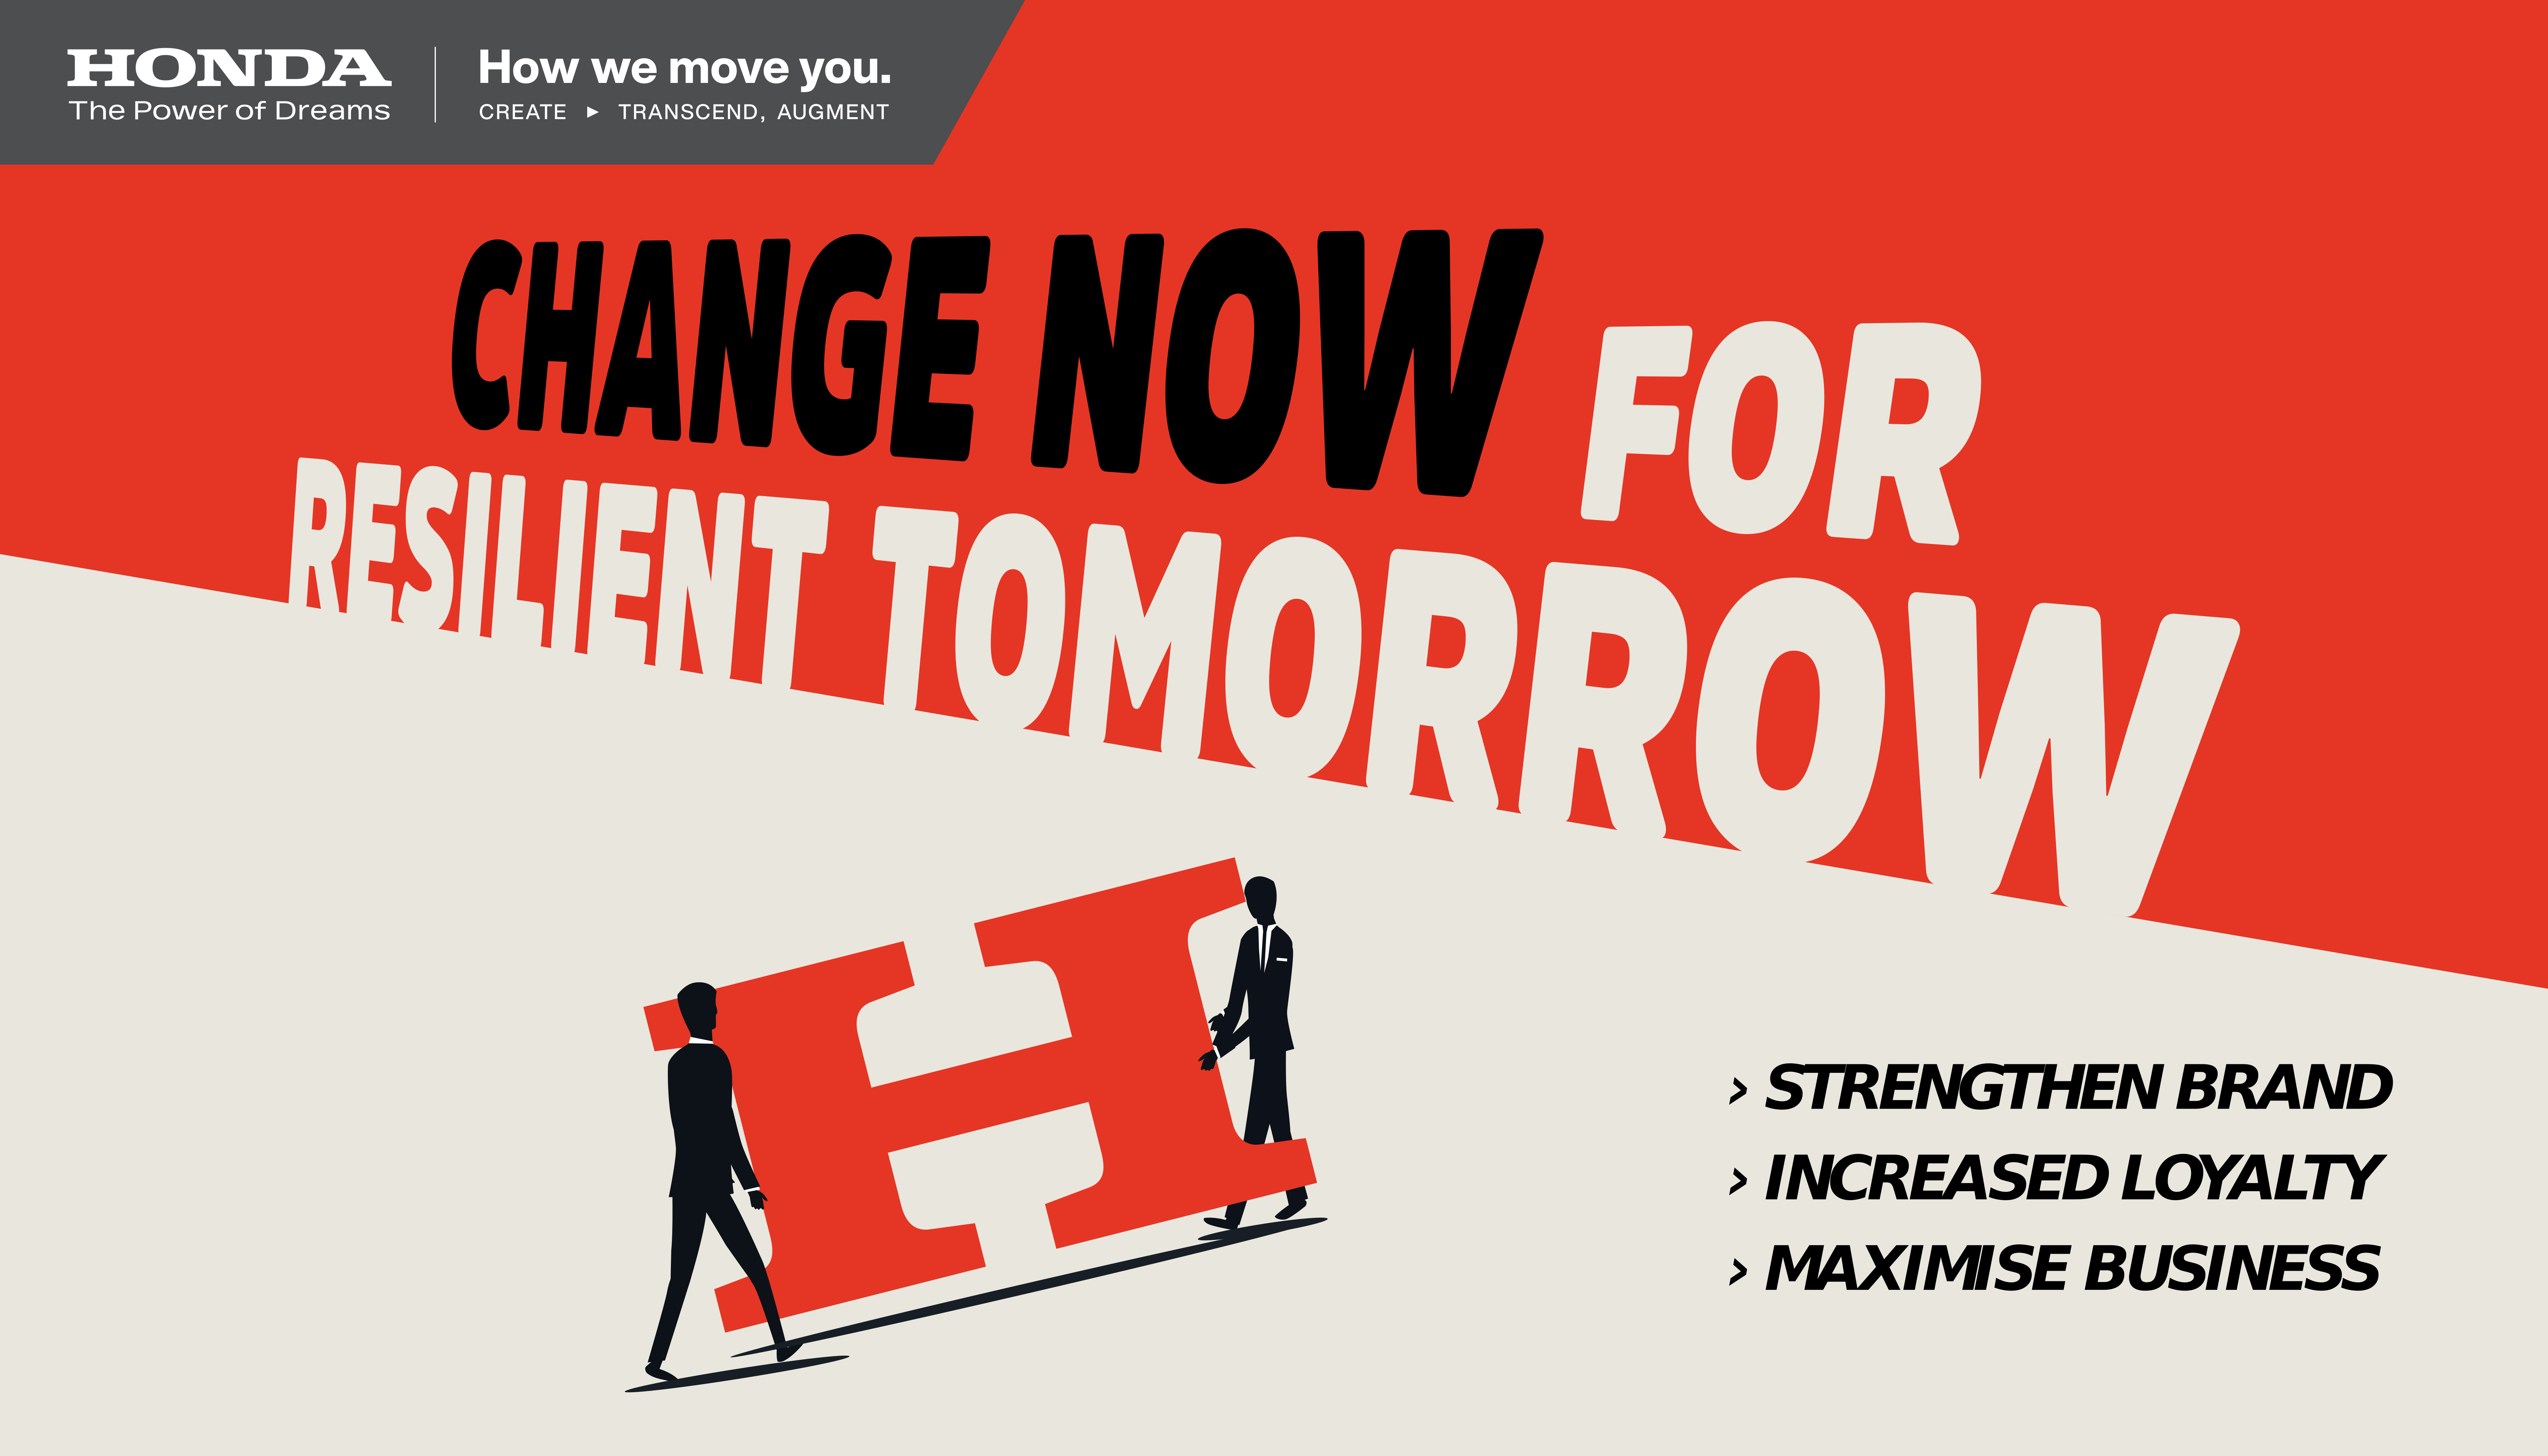 HONDA
The Power of Dreams
How we move you.
CREATE ► TRANSCEND, AUGMENT
CHANGE NOW FOR
RESILIENT TOMORROW
H
› STRENGTHEN BRAND
› INCREASED LOYALTY
› MAXIMISE BUSINESS